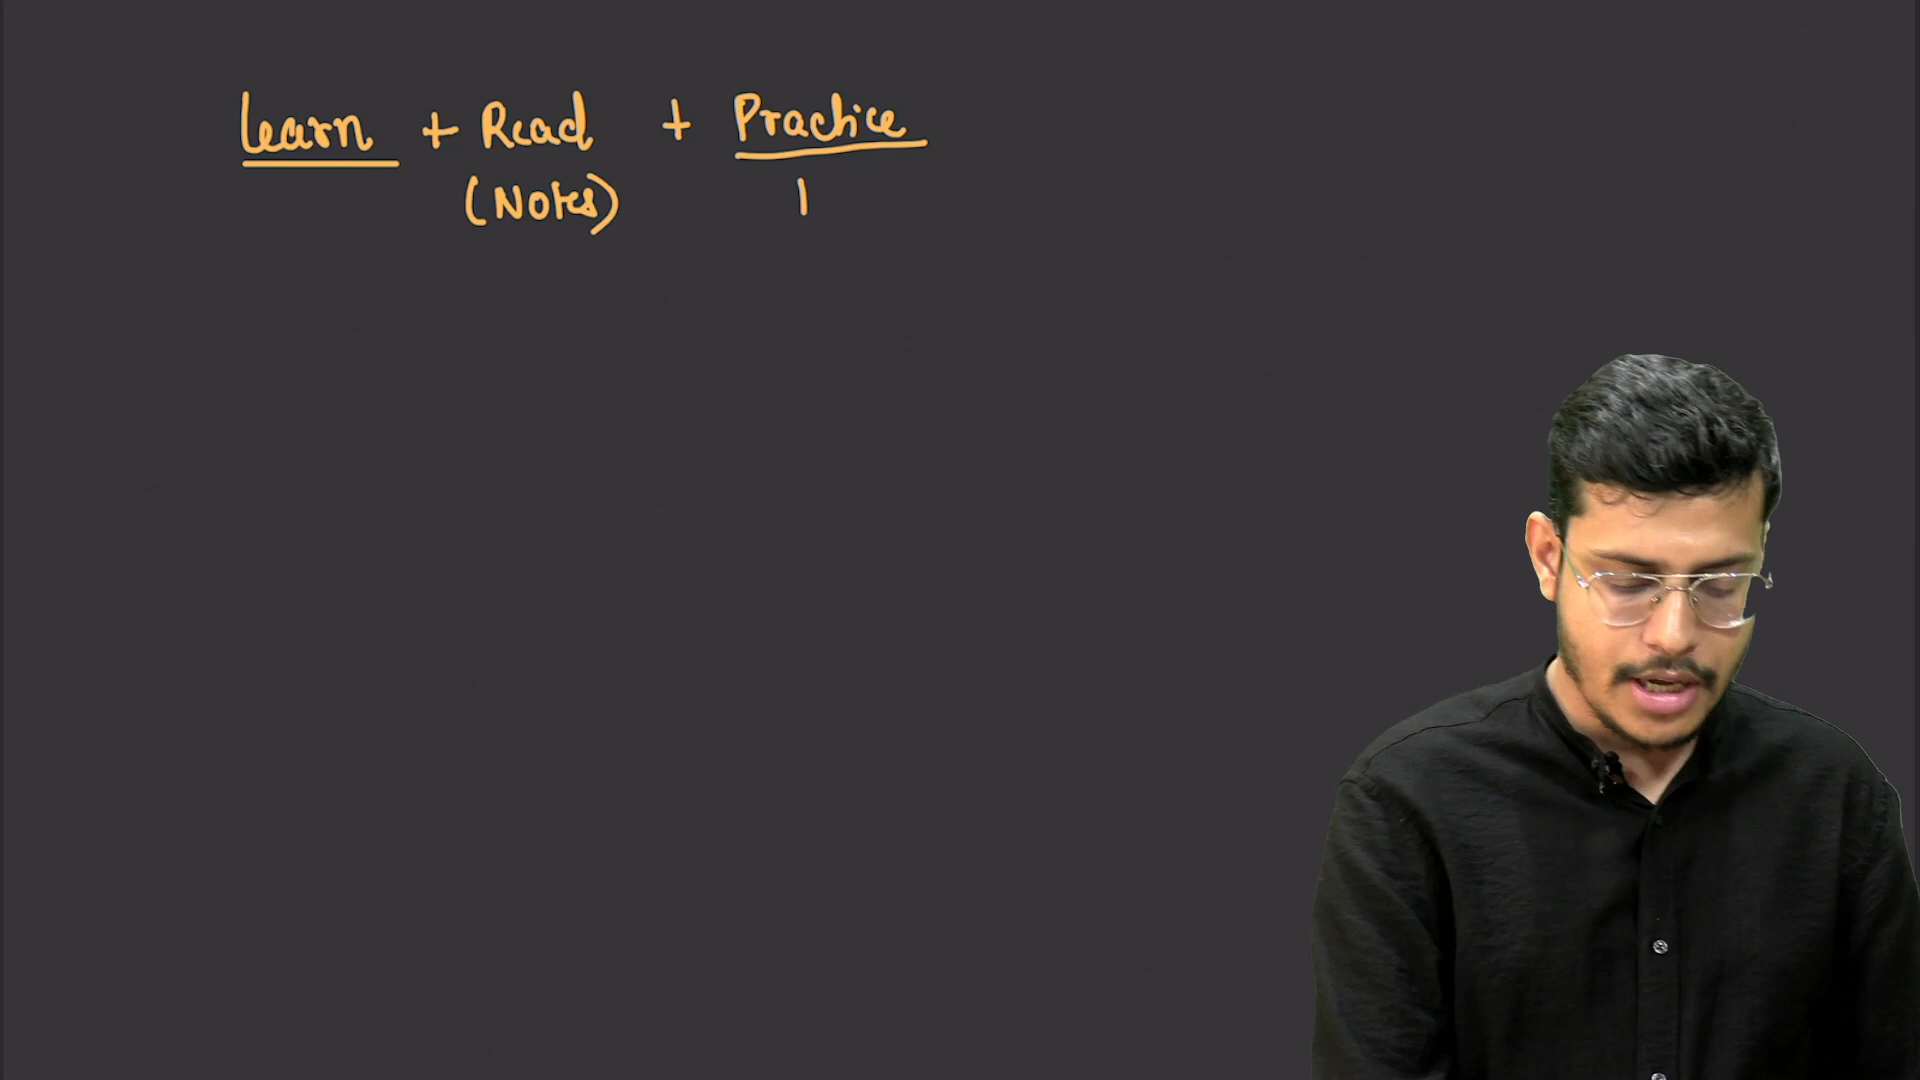 Learn + Read + Practice
(Notes) 1